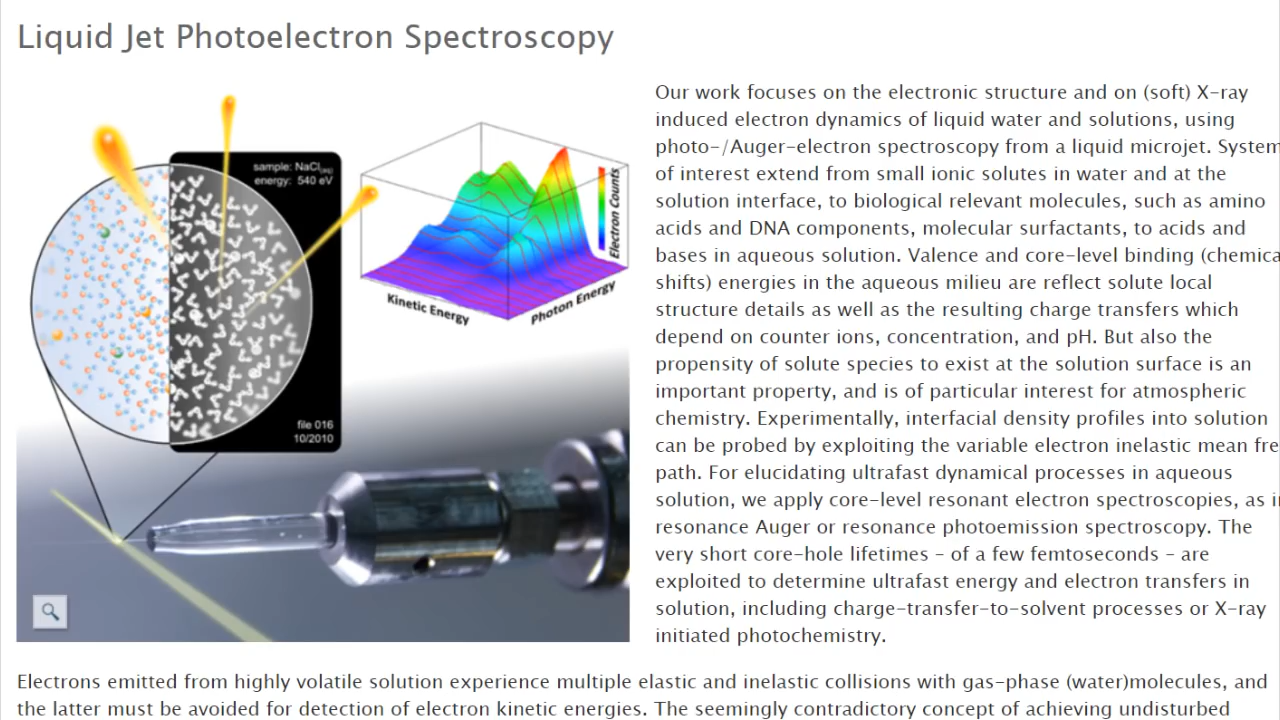 Liquid Jet Photoelectron Spectroscopy
sample: NaCl(aq)
energy: 540 eV
file 016
10/2010
Electron Counts
Kinetic Energy
Photon Energy
Our work focuses on the electronic structure and on (soft) X-ray
induced electron dynamics of liquid water and solutions, using
photo-/Auger-electron spectroscopy from a liquid microjet. System
of interest extend from small ionic solutes in water and at the
solution interface, to biological relevant molecules, such as amino
acids and DNA components, molecular surfactants, to acids and
bases in aqueous solution. Valence and core-level binding (chemica
shifts) energies in the aqueous milieu are reflect solute local
structure details as well as the resulting charge transfers which
depend on counter ions, concentration, and pH. But also the
propensity of solute species to exist at the solution surface is an
important property, and is of particular interest for atmospheric
chemistry. Experimentally, interfacial density profiles into solution
can be probed by exploiting the variable electron inelastic mean fre
path. For elucidating ultrafast dynamical processes in aqueous
solution, we apply core-level resonant electron spectroscopies, as i
resonance Auger or resonance photoemission spectroscopy. The
very short core-hole lifetimes – of a few femtoseconds – are
exploited to determine ultrafast energy and electron transfers in
solution, including charge-transfer-to-solvent processes or X-ray
initiated photochemistry.
Electrons emitted from highly volatile solution experience multiple elastic and inelastic collisions with gas-phase (water)molecules, and
the latter must be avoided for detection of electron kinetic energies. The seemingly contradictory concept of achieving undisturbed